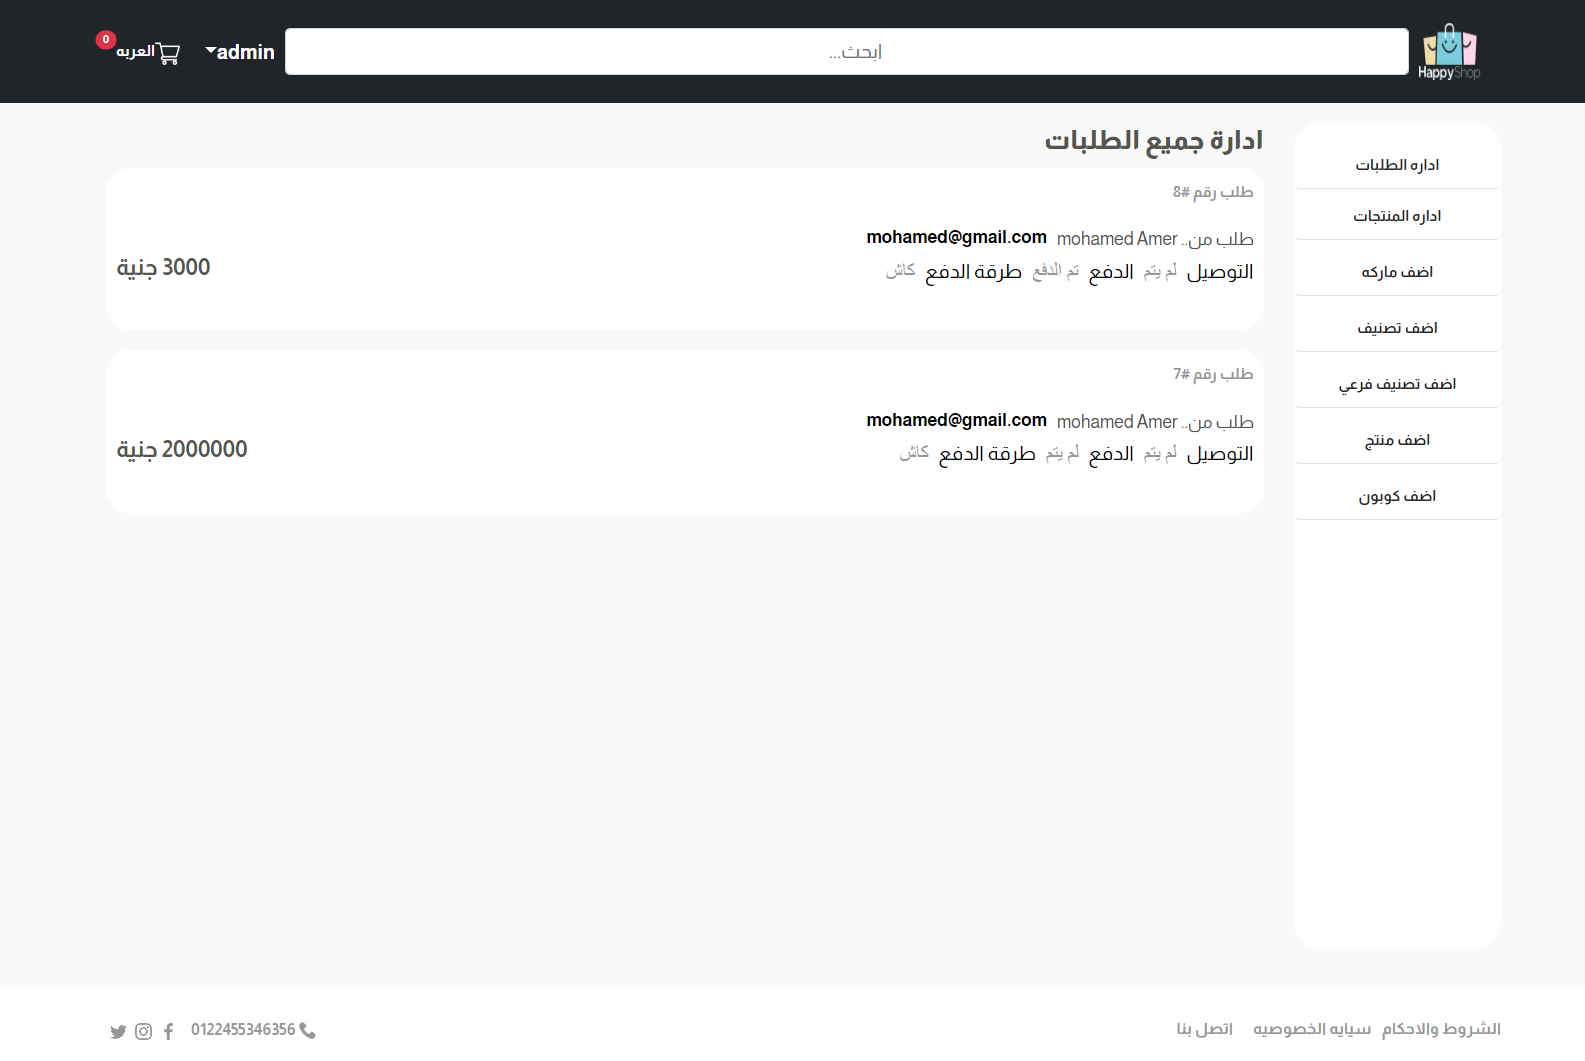 HappyShop
ابحث...
admin
العربه
0
اداره الطلبات
اداره المنتجات
اضف ماركه
اضف تصنيف
اضف تصنيف فرعي
اضف منتج
اضف كوبون
ادارة جميع الطلبات
طلب رقم #8
طلب من.. mohamed Amer mohamed@gmail.com
التوصيل لم يتم الدفع تم الدفع طرقة الدفع كاش
3000 جنية
طلب رقم #7
طلب من.. mohamed Amer mohamed@gmail.com
التوصيل لم يتم الدفع لم يتم طرقة الدفع كاش
2000000 جنية
الشروط والاحكام سيايه الخصوصيه اتصل بنا
0122455346356